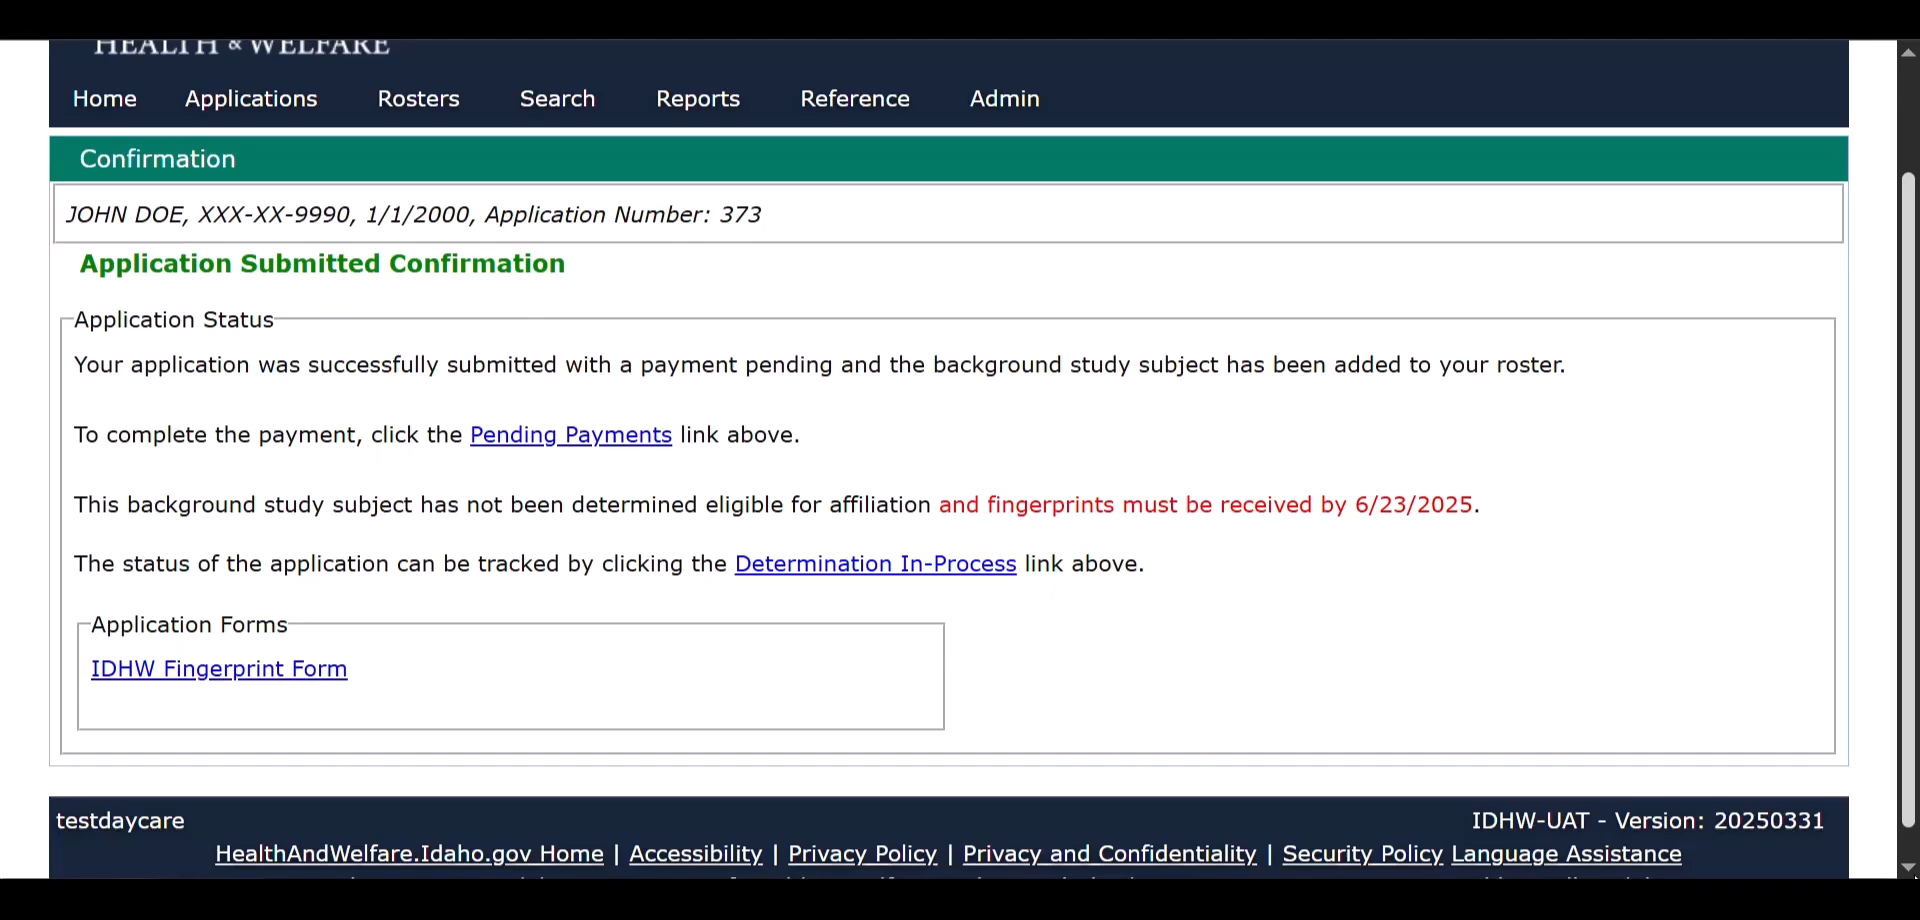 HEALTH & WELFARE
Home Applications Rosters Search Reports Reference Admin
Confirmation
JOHN DOE, XXX-XX-9990, 1/1/2000, Application Number: 373
Application Submitted Confirmation
Application Status
Your application was successfully submitted with a payment pending and the background study subject has been added to your roster.
To complete the payment, click the Pending Payments link above.
This background study subject has not been determined eligible for affiliation and fingerprints must be received by 6/23/2025.
The status of the application can be tracked by clicking the Determination In-Process link above.
Application Forms
IDHW Fingerprint Form
testdaycare IDHW-UAT - Version: 20250331
HealthAndWelfare.Idaho.gov Home | Accessibility | Privacy Policy | Privacy and Confidentiality | Security Policy Language Assistance